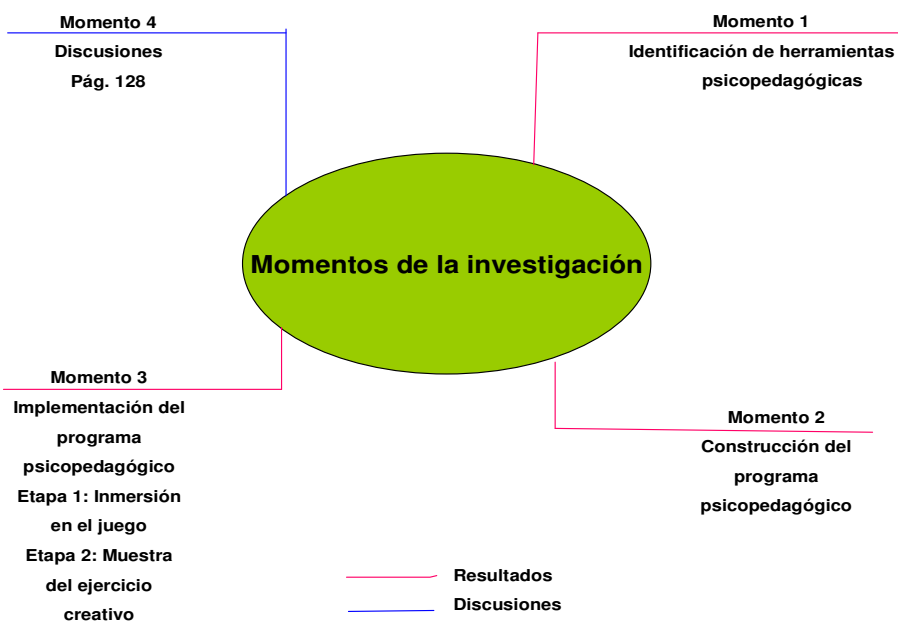 Momento 4
Discusiones
Pág. 128
Momento 1
Identificación de herramientas
psicopedagógicas
Momentos de la investigación
Momento 3
Implementación del
programa
psicopedagógico
Etapa 1: Inmersión
en el juego
Etapa 2: Muestra
del ejercicio
creativo
Momento 2
Construcción del
programa
psicopedagógico
Resultados
Discusiones